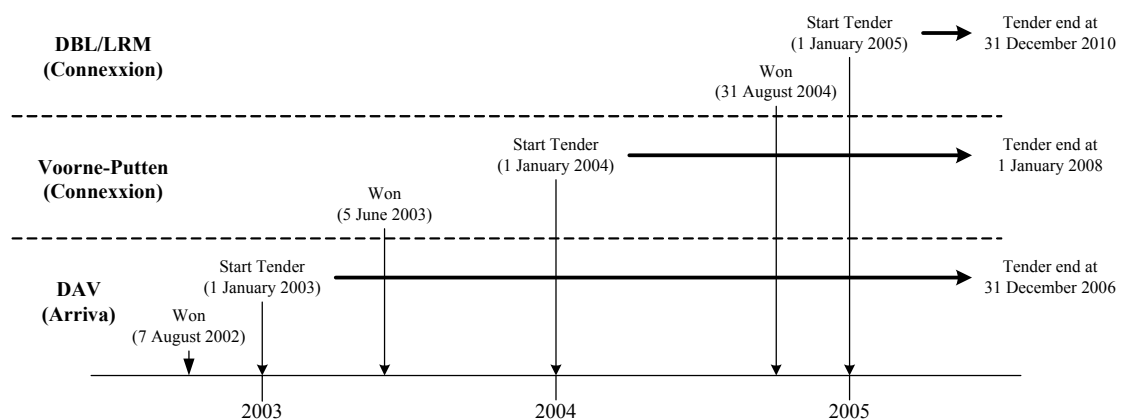 DBL/LRM
(Connexxion)
Start Tender
(1 January 2005)
Tender end at
31 December 2010
Won
(31 August 2004)
Voorne-Putten
(Connexxion)
Start Tender
(1 January 2004)
Tender end at
1 January 2008
Won
(5 June 2003)
DAV
(Arriva)
Start Tender
(1 January 2003)
Tender end at
31 December 2006
Won
(7 August 2002)
2003
2004
2005